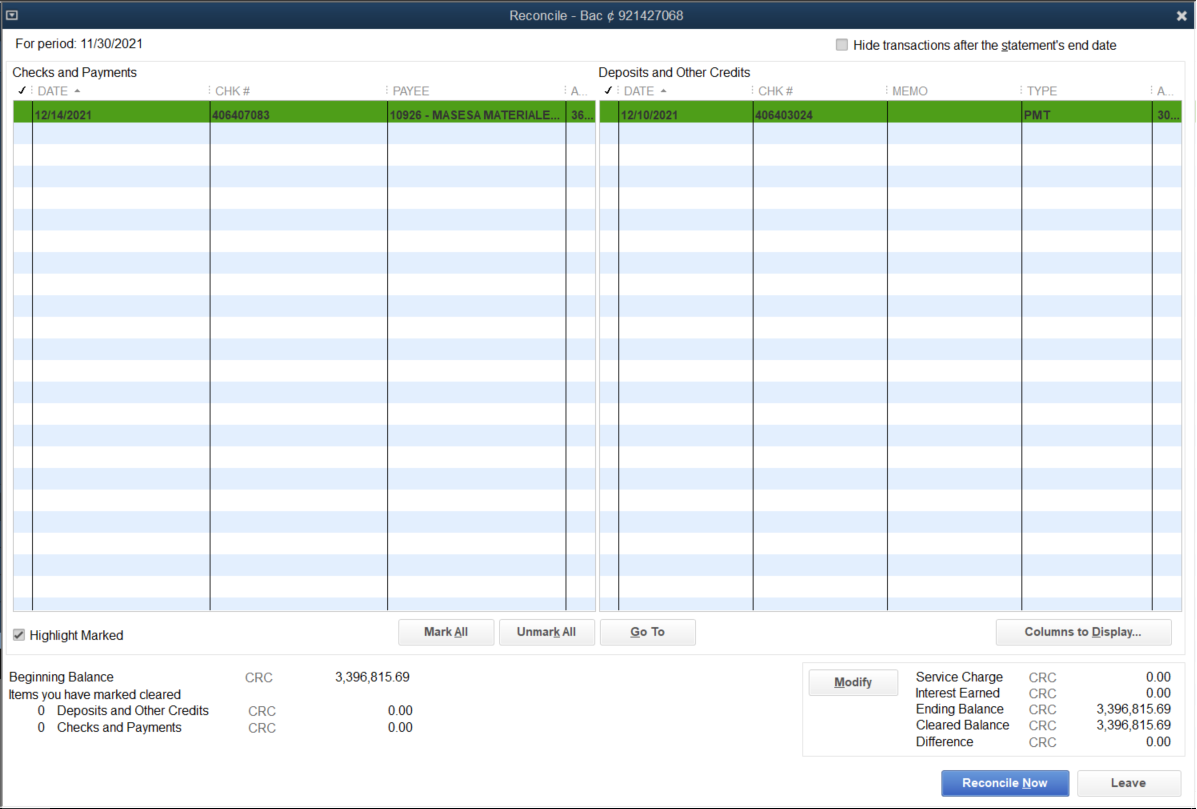 Reconcile - Bac ¢ 921427068
For period: 11/30/2021
Hide transactions after the statement's end date
Checks and Payments
✓ DATE CHK # PAYEE A...
12/14/2021 406407083 10926 - MASESA MATERIALE... 36...
Deposits and Other Credits
✓ DATE CHK # MEMO TYPE A...
12/10/2021 406403024 PMT 30...
Highlight Marked
Mark All
Unmark All
Go To
Columns to Display...
Beginning Balance CRC 3,396,815.69
Items you have marked cleared
0 Deposits and Other Credits CRC 0.00
0 Checks and Payments CRC 0.00
Modify
Service Charge CRC 0.00
Interest Earned CRC 0.00
Ending Balance CRC 3,396,815.69
Cleared Balance CRC 3,396,815.69
Difference CRC 0.00
Reconcile Now
Leave